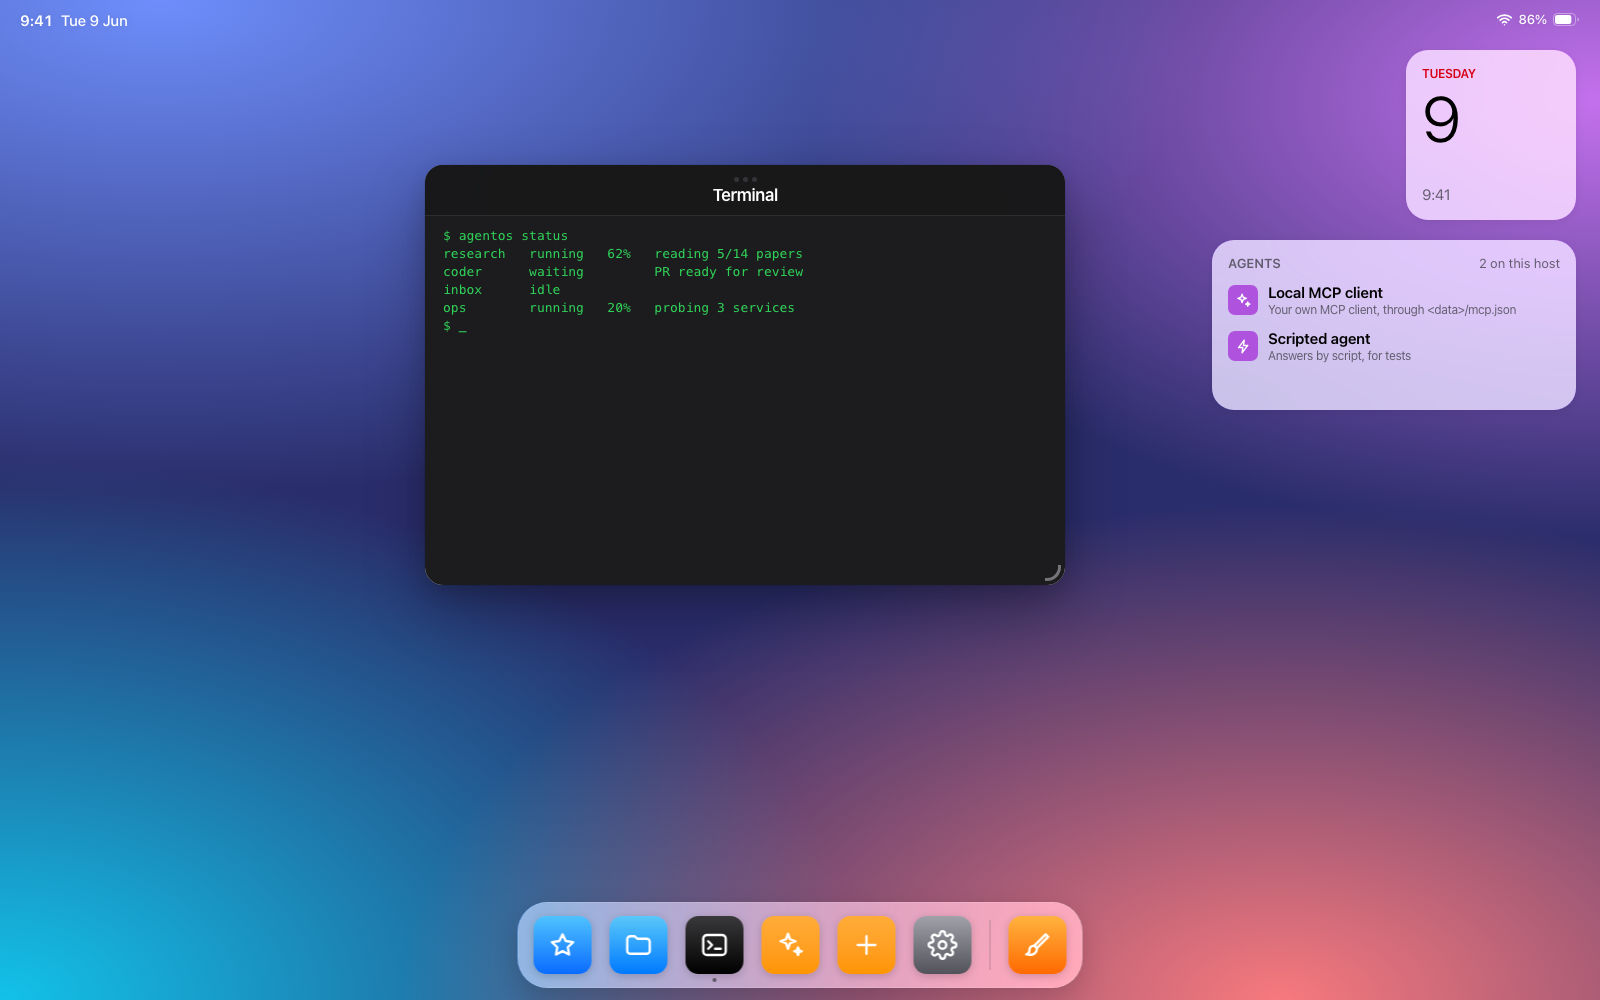 9:41 Tue 9 Jun
86%
TUESDAY
9
9:41
AGENTS 2 on this host
Local MCP client
Your own MCP client, through <data>/mcp.json
Scripted agent
Answers by script, for tests
Terminal
$ agentos status
research running 62% reading 5/14 papers
coder waiting PR ready for review
inbox idle
ops running 20% probing 3 services
$ _